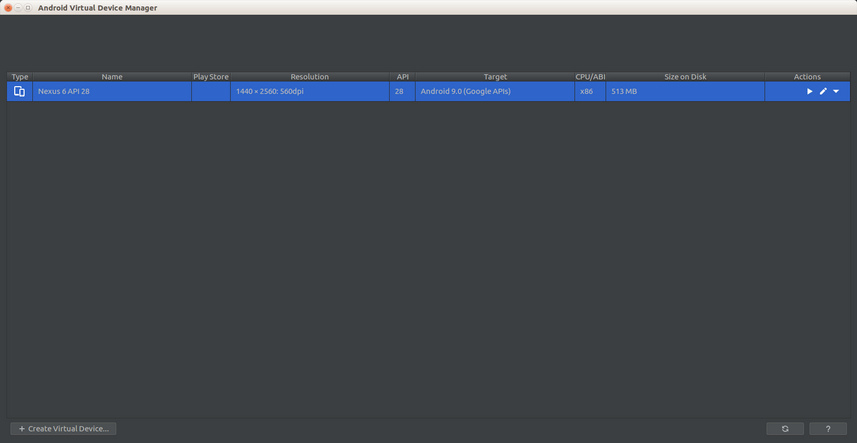 Android Virtual Device Manager
Type Name Play Store Resolution API Target CPU/ABI Size on Disk Actions
Nexus 6 API 28 1440 × 2560: 560dpi 28 Android 9.0 (Google APIs) x86 513 MB
+ Create Virtual Device... ?